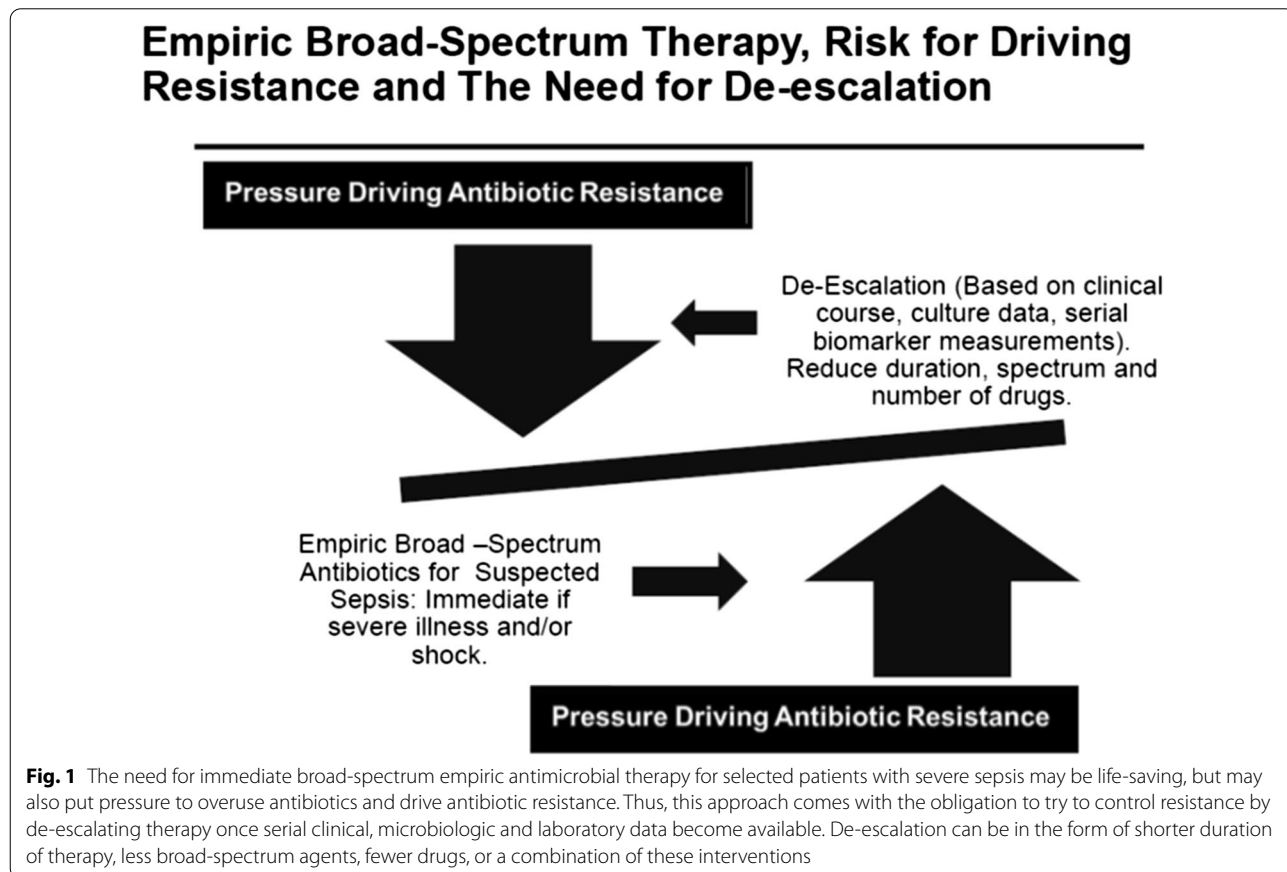 Empiric Broad-Spectrum Therapy, Risk for Driving
Resistance and The Need for De-escalation
Pressure Driving Antibiotic Resistance
De-Escalation (Based on clinical
course, culture data, serial
biomarker measurements).
Reduce duration, spectrum and
number of drugs.
Empiric Broad –Spectrum
Antibiotics for Suspected
Sepsis: Immediate if
severe illness and/or
shock.
Pressure Driving Antibiotic Resistance
Fig. 1 The need for immediate broad-spectrum empiric antimicrobial therapy for selected patients with severe sepsis may be life-saving, but may
also put pressure to overuse antibiotics and drive antibiotic resistance. Thus, this approach comes with the obligation to try to control resistance by
de-escalating therapy once serial clinical, microbiologic and laboratory data become available. De-escalation can be in the form of shorter duration
of therapy, less broad-spectrum agents, fewer drugs, or a combination of these interventions